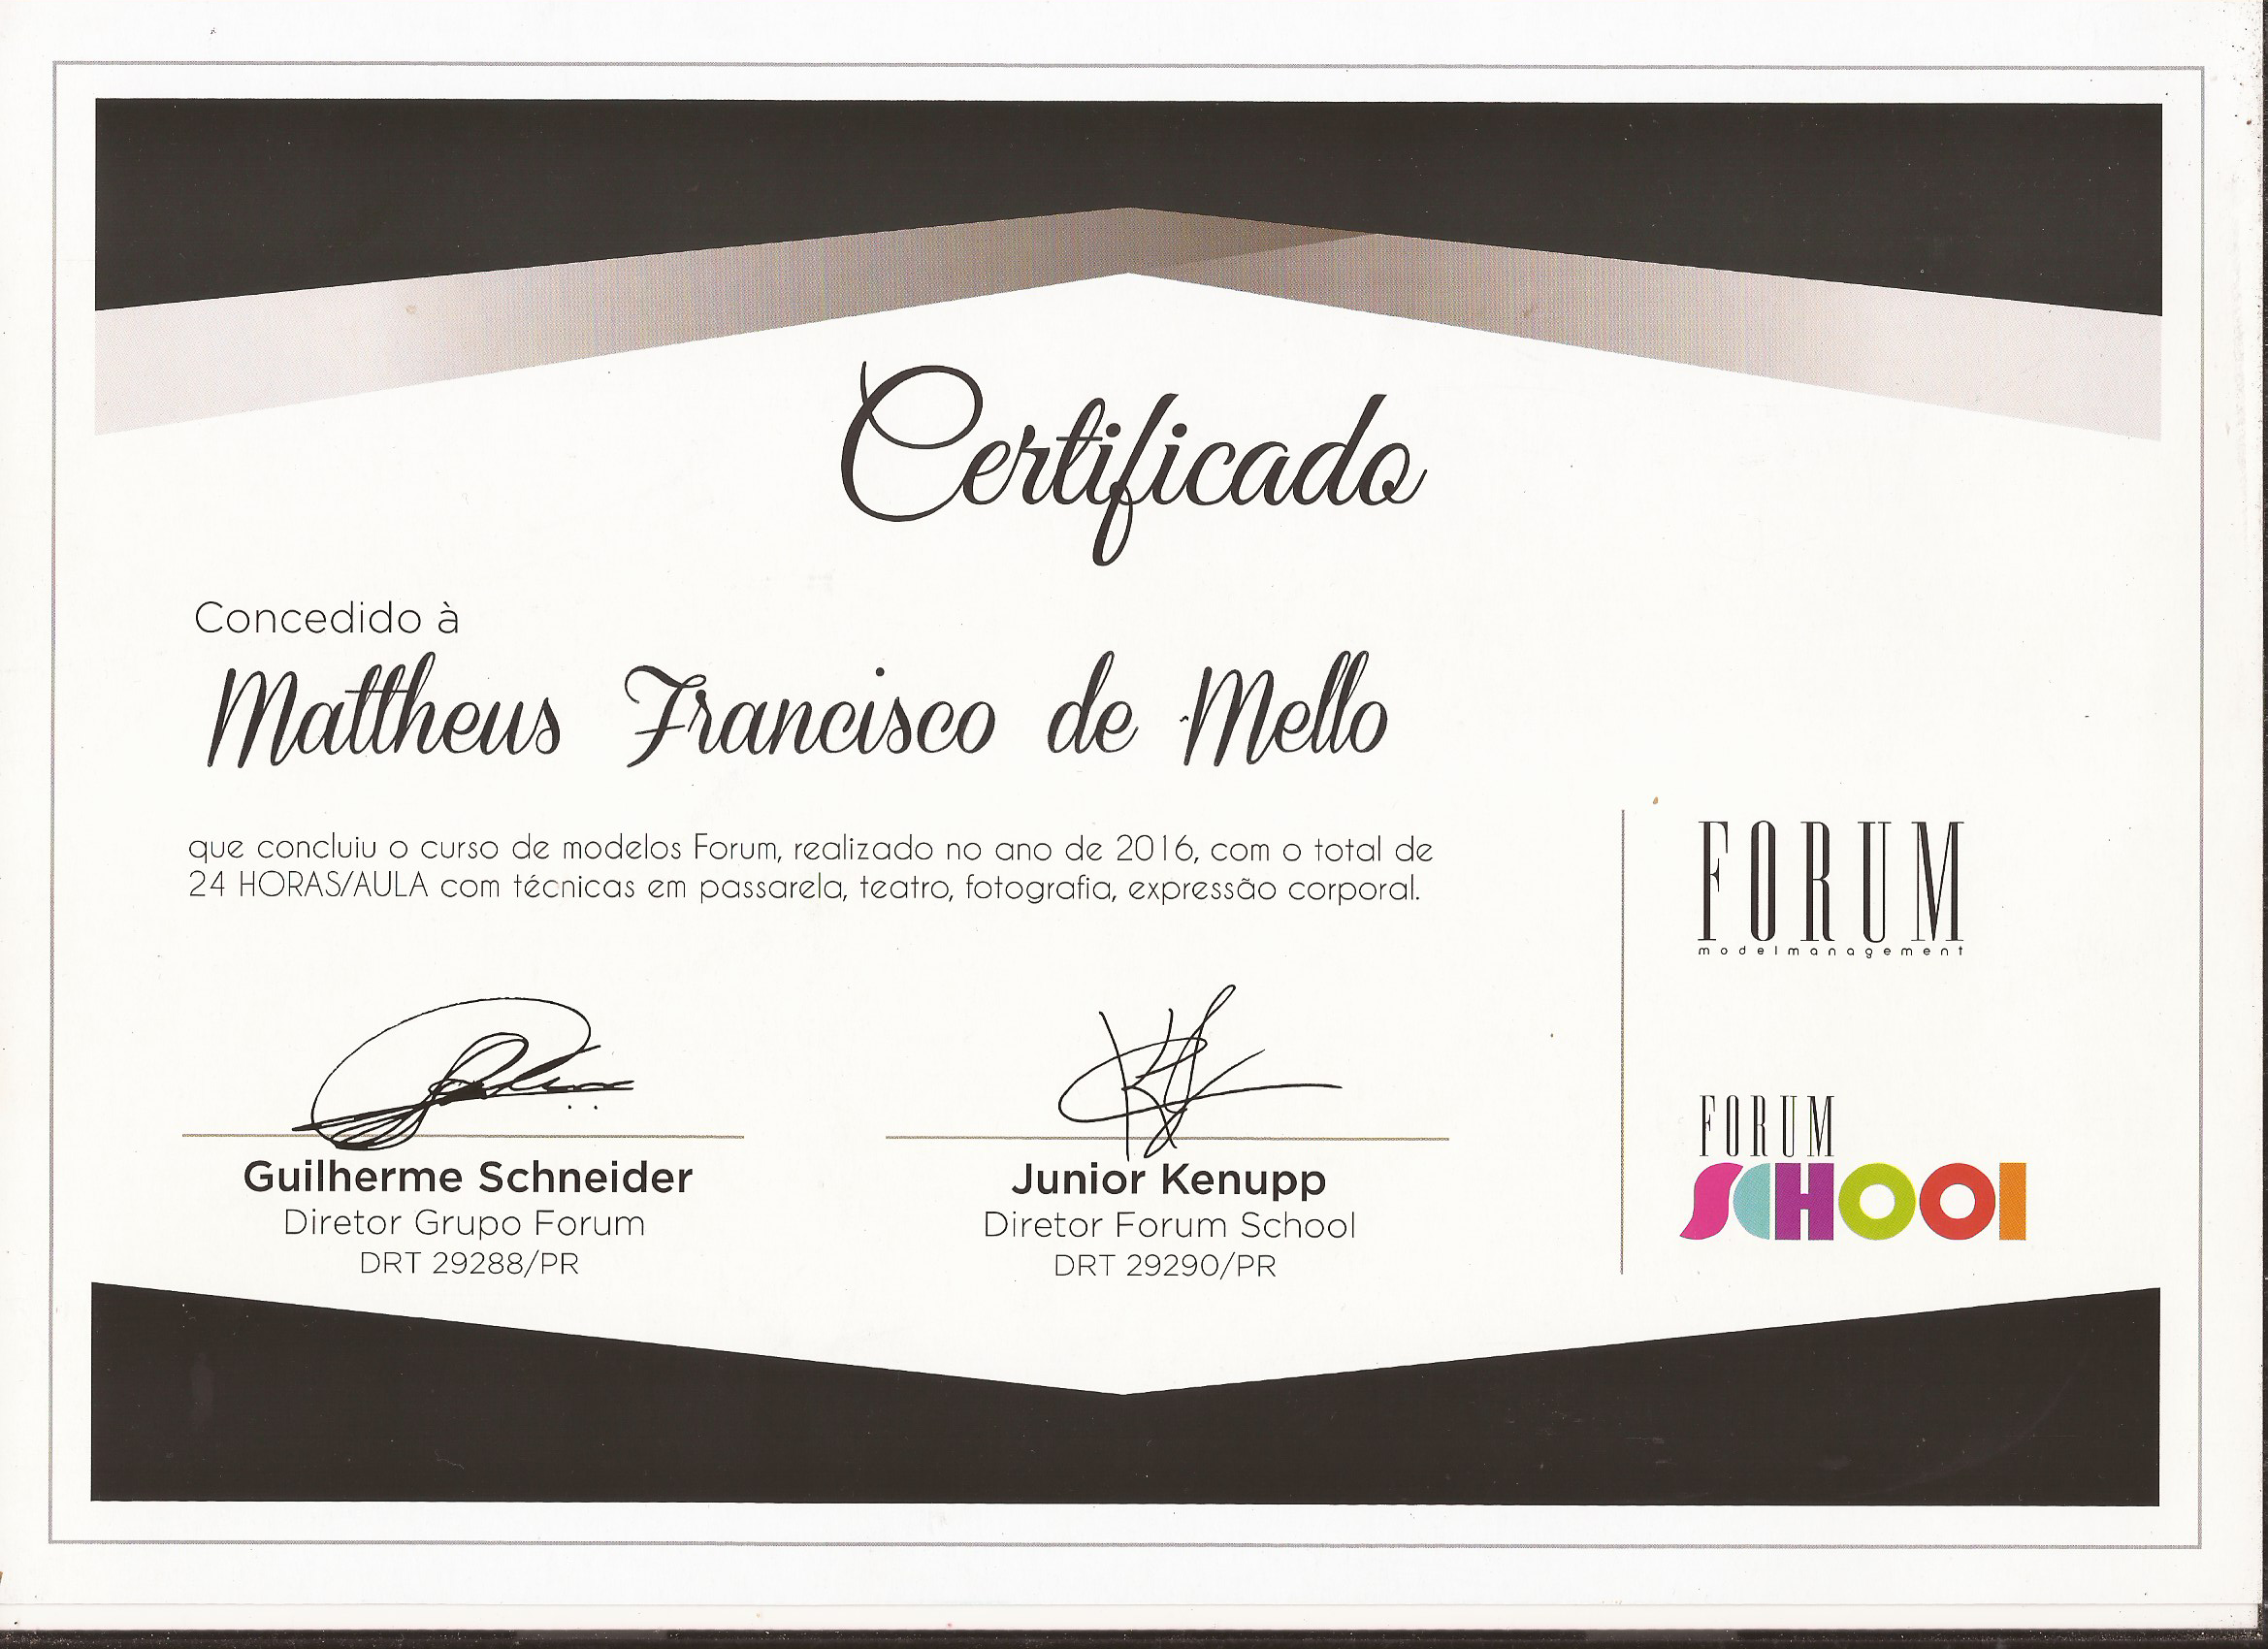 Certificado
Concedido à
Mattheus Francisco de Mello
que concluiu o curso de modelos Forum, realizado no ano de 2016, com o total de
24 HORAS/AULA com técnicas em passarela, teatro, fotografia, expressão corporal.
FORUM
modelmanagement
Guilherme Schneider
Diretor Grupo Forum
DRT 29288/PR
Junior Kenupp
Diretor Forum School
DRT 29290/PR
FORUM
SCHOOl